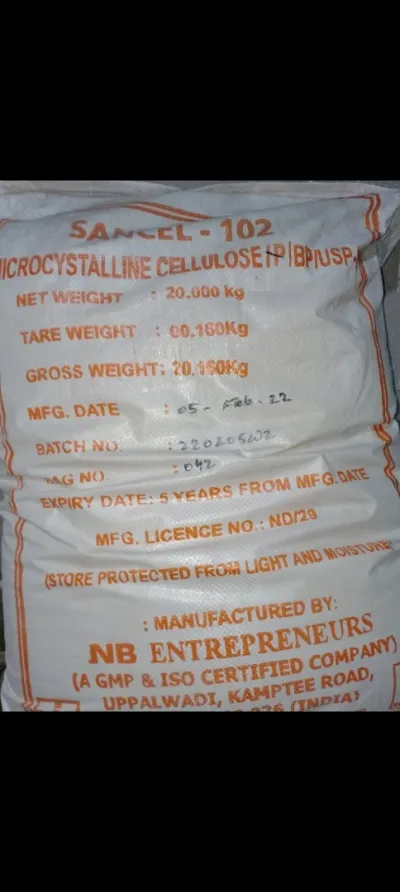 SANCEL - 102
MICROCYSTALLINE CELLULOSE IP/BP/USP.
NET WEIGHT : 20.000 kg
TARE WEIGHT : 00.160Kg
GROSS WEIGHT: 20.160Kg
MFG. DATE : 05- Feb. 22
BATCH NO. : 220205W2
BAG NO. : 042
EXPIRY DATE: 5 YEARS FROM MFG. DATE
MFG. LICENCE NO.: ND/29
(STORE PROTECTED FROM LIGHT AND MOISTURE
: MANUFACTURED BY:
NB ENTREPRENEURS
(A GMP & ISO CERTIFIED COMPANY)
UPPALWADI, KAMPTEE ROAD,
(INDIA)